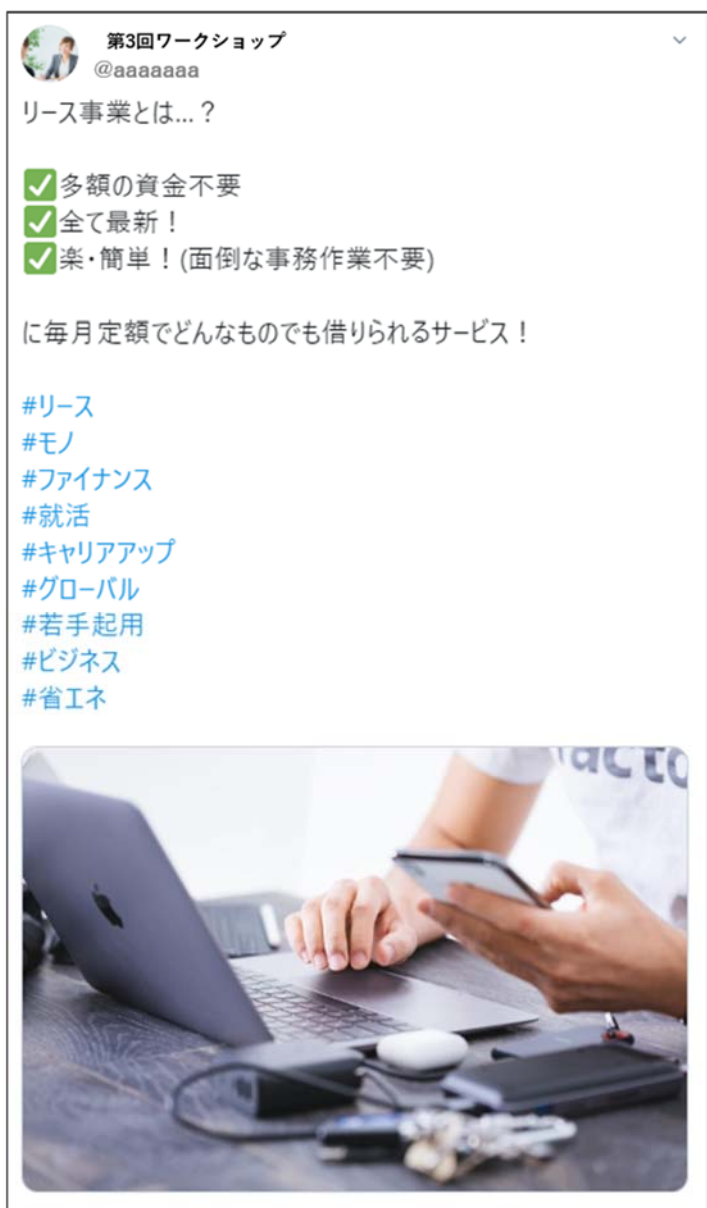 第3回ワークショップ
@aaaaaaa
リース事業とは...？
✅多額の資金不要
✅全て最新！
✅楽・簡単！(面倒な事務作業不要)
に毎月定額でどんなものでも借りられるサービス！
#リース
#モノ
#ファイナンス
#就活
#キャリアアップ
#グローバル
#若手起用
#ビジネス
#省エネ